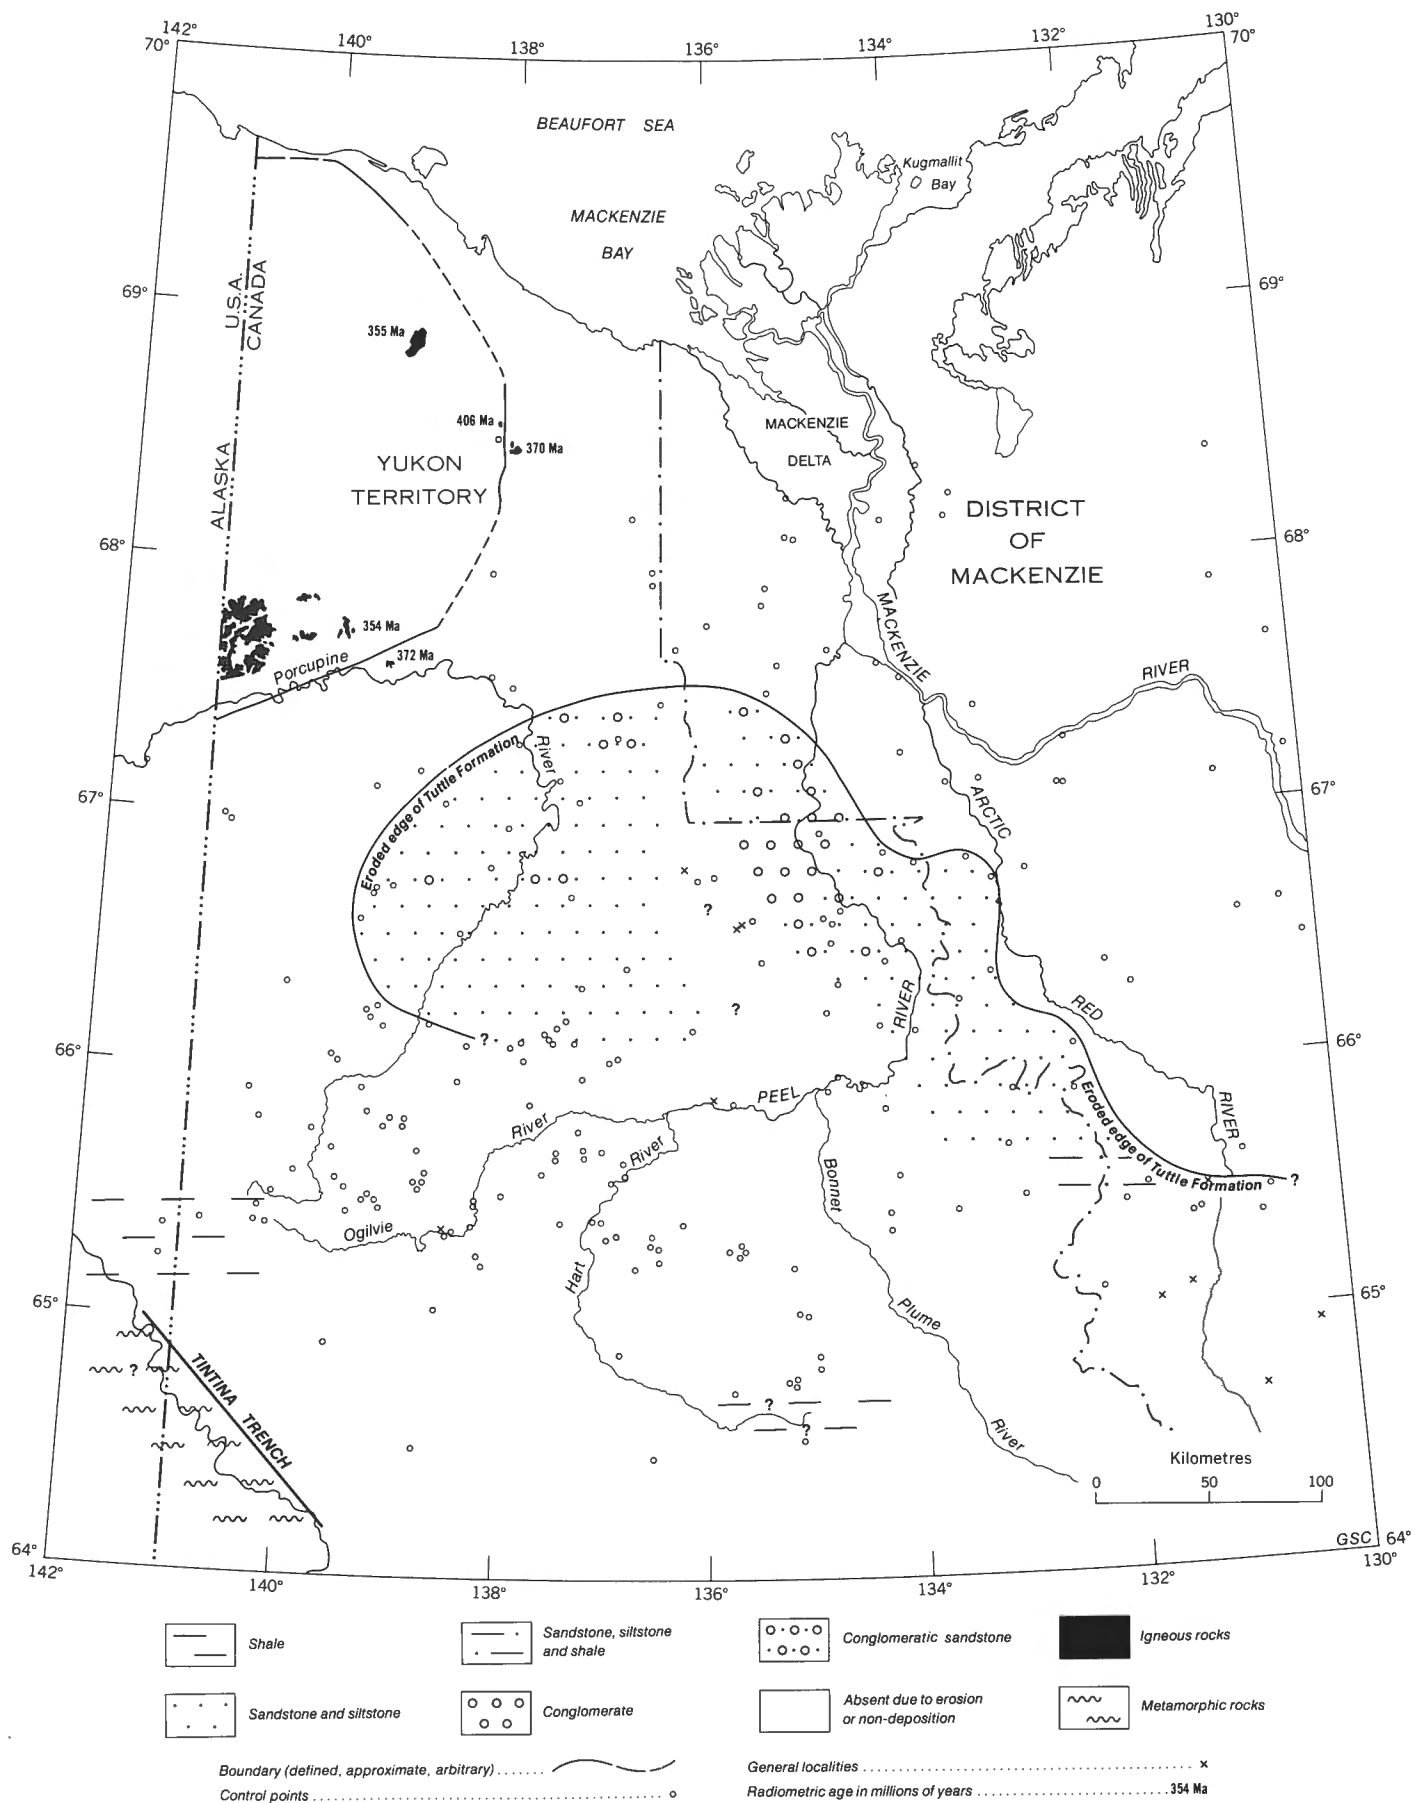 142° 140° 138° 136° 134° 132° 130°
70° 70°
BEAUFORT SEA
Kugmallit
Bay
MACKENZIE
BAY
69° 69°
U.S.A.
CANADA
355 Ma
406 Ma
370 Ma
MACKENZIE
DELTA
YUKON
TERRITORY
ALASKA
DISTRICT
OF
MACKENZIE
68° 68°
354 Ma
372 Ma
Porcupine
MACKENZIE
RIVER
River
Eroded edge of Tuttle Formation
67° 67°
ARCTIC
?
?
RIVER
RED
?
66° 66°
PEEL
River
River
RIVER
Eroded edge of Tuttle Formation
?
Bonnet
Ogilvie
Hart
65° 65°
Plume
TINTINA TRENCH
?
?
?
River
Kilometres
0 50 100
GSC
64° 64°
142° 140° 138° 136° 134° 132° 130°
Shale
Sandstone, siltstone
and shale
Conglomeratic sandstone
Igneous rocks
Sandstone and siltstone
Conglomerate
Absent due to erosion
or non-deposition
Metamorphic rocks
Boundary (defined, approximate, arbitrary) .......
General localities ........................................ x
Control points ........................................ o
Radiometric age in millions of years ........................ 354 Ma